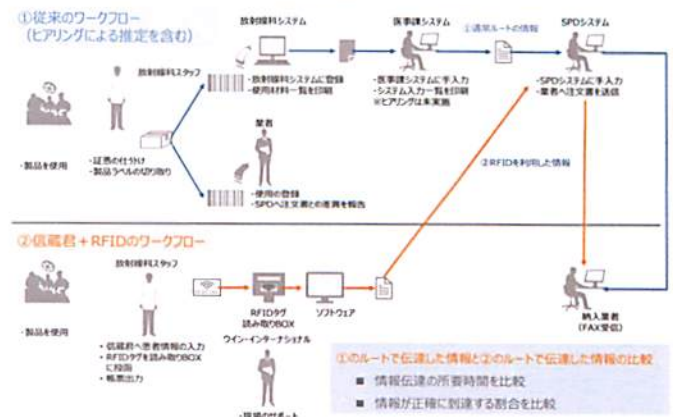 ①従来のワークフロー
(ヒアリングによる推定を含む)
放射線科スタッフ
・製品を使用
・証憑の仕分け
・製品ラベルの切り取り
放射線科システム
・放射線科システムに登録
・使用材料一覧を印刷
業者
・使用の登録
・SPDへ注文書との差異を報告
医事課システム
・医事課システムに手入力
・システム入力一覧を印刷
※ヒアリングは未実施
①通常ルートの情報
SPDシステム
・SPDシステムに手入力
・業者へ注文書を送信
②RFIDを利用した情報
②信蔵君+RFIDのワークフロー
放射線科スタッフ
・製品を使用
・信蔵君へ患者情報の入力
・RFIDタグを読み取りBOX
に投函
・帳票出力
RFIDタグ
読み取りBOX
ソフトウェア
ウイン・インターナショナル
・現場のサポート
納入業者
(FAX受信)
①のルートで伝達した情報と②のルートで伝達した情報の比較
■ 情報伝達の所要時間を比較
■ 情報が正確に到達する割合を比較